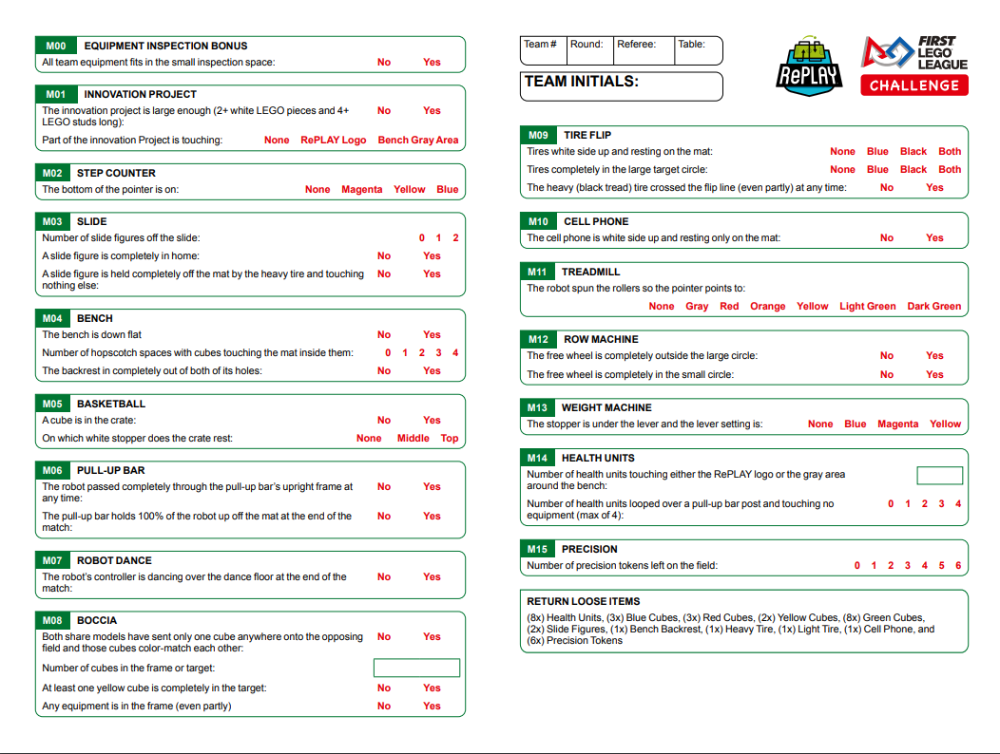 M00 EQUIPMENT INSPECTION BONUS
All team equipment fits in the small inspection space: No Yes
M01 INNOVATION PROJECT
The innovation project is large enough (2+ white LEGO pieces and 4+ No Yes
LEGO studs long):
Part of the innovation Project is touching: None RePLAY Logo Bench Gray Area
M02 STEP COUNTER
The bottom of the pointer is on: None Magenta Yellow Blue
M03 SLIDE
Number of slide figures off the slide: 0 1 2
A slide figure is completely in home: No Yes
A slide figure is held completely off the mat by the heavy tire and touching No Yes
nothing else:
M04 BENCH
The bench is down flat No Yes
Number of hopscotch spaces with cubes touching the mat inside them: 0 1 2 3 4
The backrest in completely out of both of its holes: No Yes
M05 BASKETBALL
A cube is in the crate: No Yes
On which white stopper does the crate rest: None Middle Top
M06 PULL-UP BAR
The robot passed completely through the pull-up bar's upright frame at No Yes
any time:
The pull-up bar holds 100% of the robot up off the mat at the end of the No Yes
match:
M07 ROBOT DANCE
The robot's controller is dancing over the dance floor at the end of the No Yes
match:
M08 BOCCIA
Both share models have sent only one cube anywhere onto the opposing No Yes
field and those cubes color-match each other:
Number of cubes in the frame or target:
At least one yellow cube is completely in the target: No Yes
Any equipment is in the frame (even partly) No Yes
Team # Round: Referee: Table:
TEAM INITIALS:
RePLAY
FIRST
LEGO
LEAGUE
CHALLENGE
M09 TIRE FLIP
Tires white side up and resting on the mat: None Blue Black Both
Tires completely in the large target circle: None Blue Black Both
The heavy (black tread) tire crossed the flip line (even partly) at any time: No Yes
M10 CELL PHONE
The cell phone is white side up and resting only on the mat: No Yes
M11 TREADMILL
The robot spun the rollers so the pointer points to:
None Gray Red Orange Yellow Light Green Dark Green
M12 ROW MACHINE
The free wheel is completely outside the large circle: No Yes
The free wheel is completely in the small circle: No Yes
M13 WEIGHT MACHINE
The stopper is under the lever and the lever setting is: None Blue Magenta Yellow
M14 HEALTH UNITS
Number of health units touching either the RePLAY logo or the gray area
around the bench:
Number of health units looped over a pull-up bar post and touching no 0 1 2 3 4
equipment (max of 4):
M15 PRECISION
Number of precision tokens left on the field: 0 1 2 3 4 5 6
RETURN LOOSE ITEMS
(8x) Health Units, (3x) Blue Cubes, (3x) Red Cubes, (2x) Yellow Cubes, (8x) Green Cubes,
(2x) Slide Figures, (1x) Bench Backrest, (1x) Heavy Tire, (1x) Light Tire, (1x) Cell Phone, and
(6x) Precision Tokens